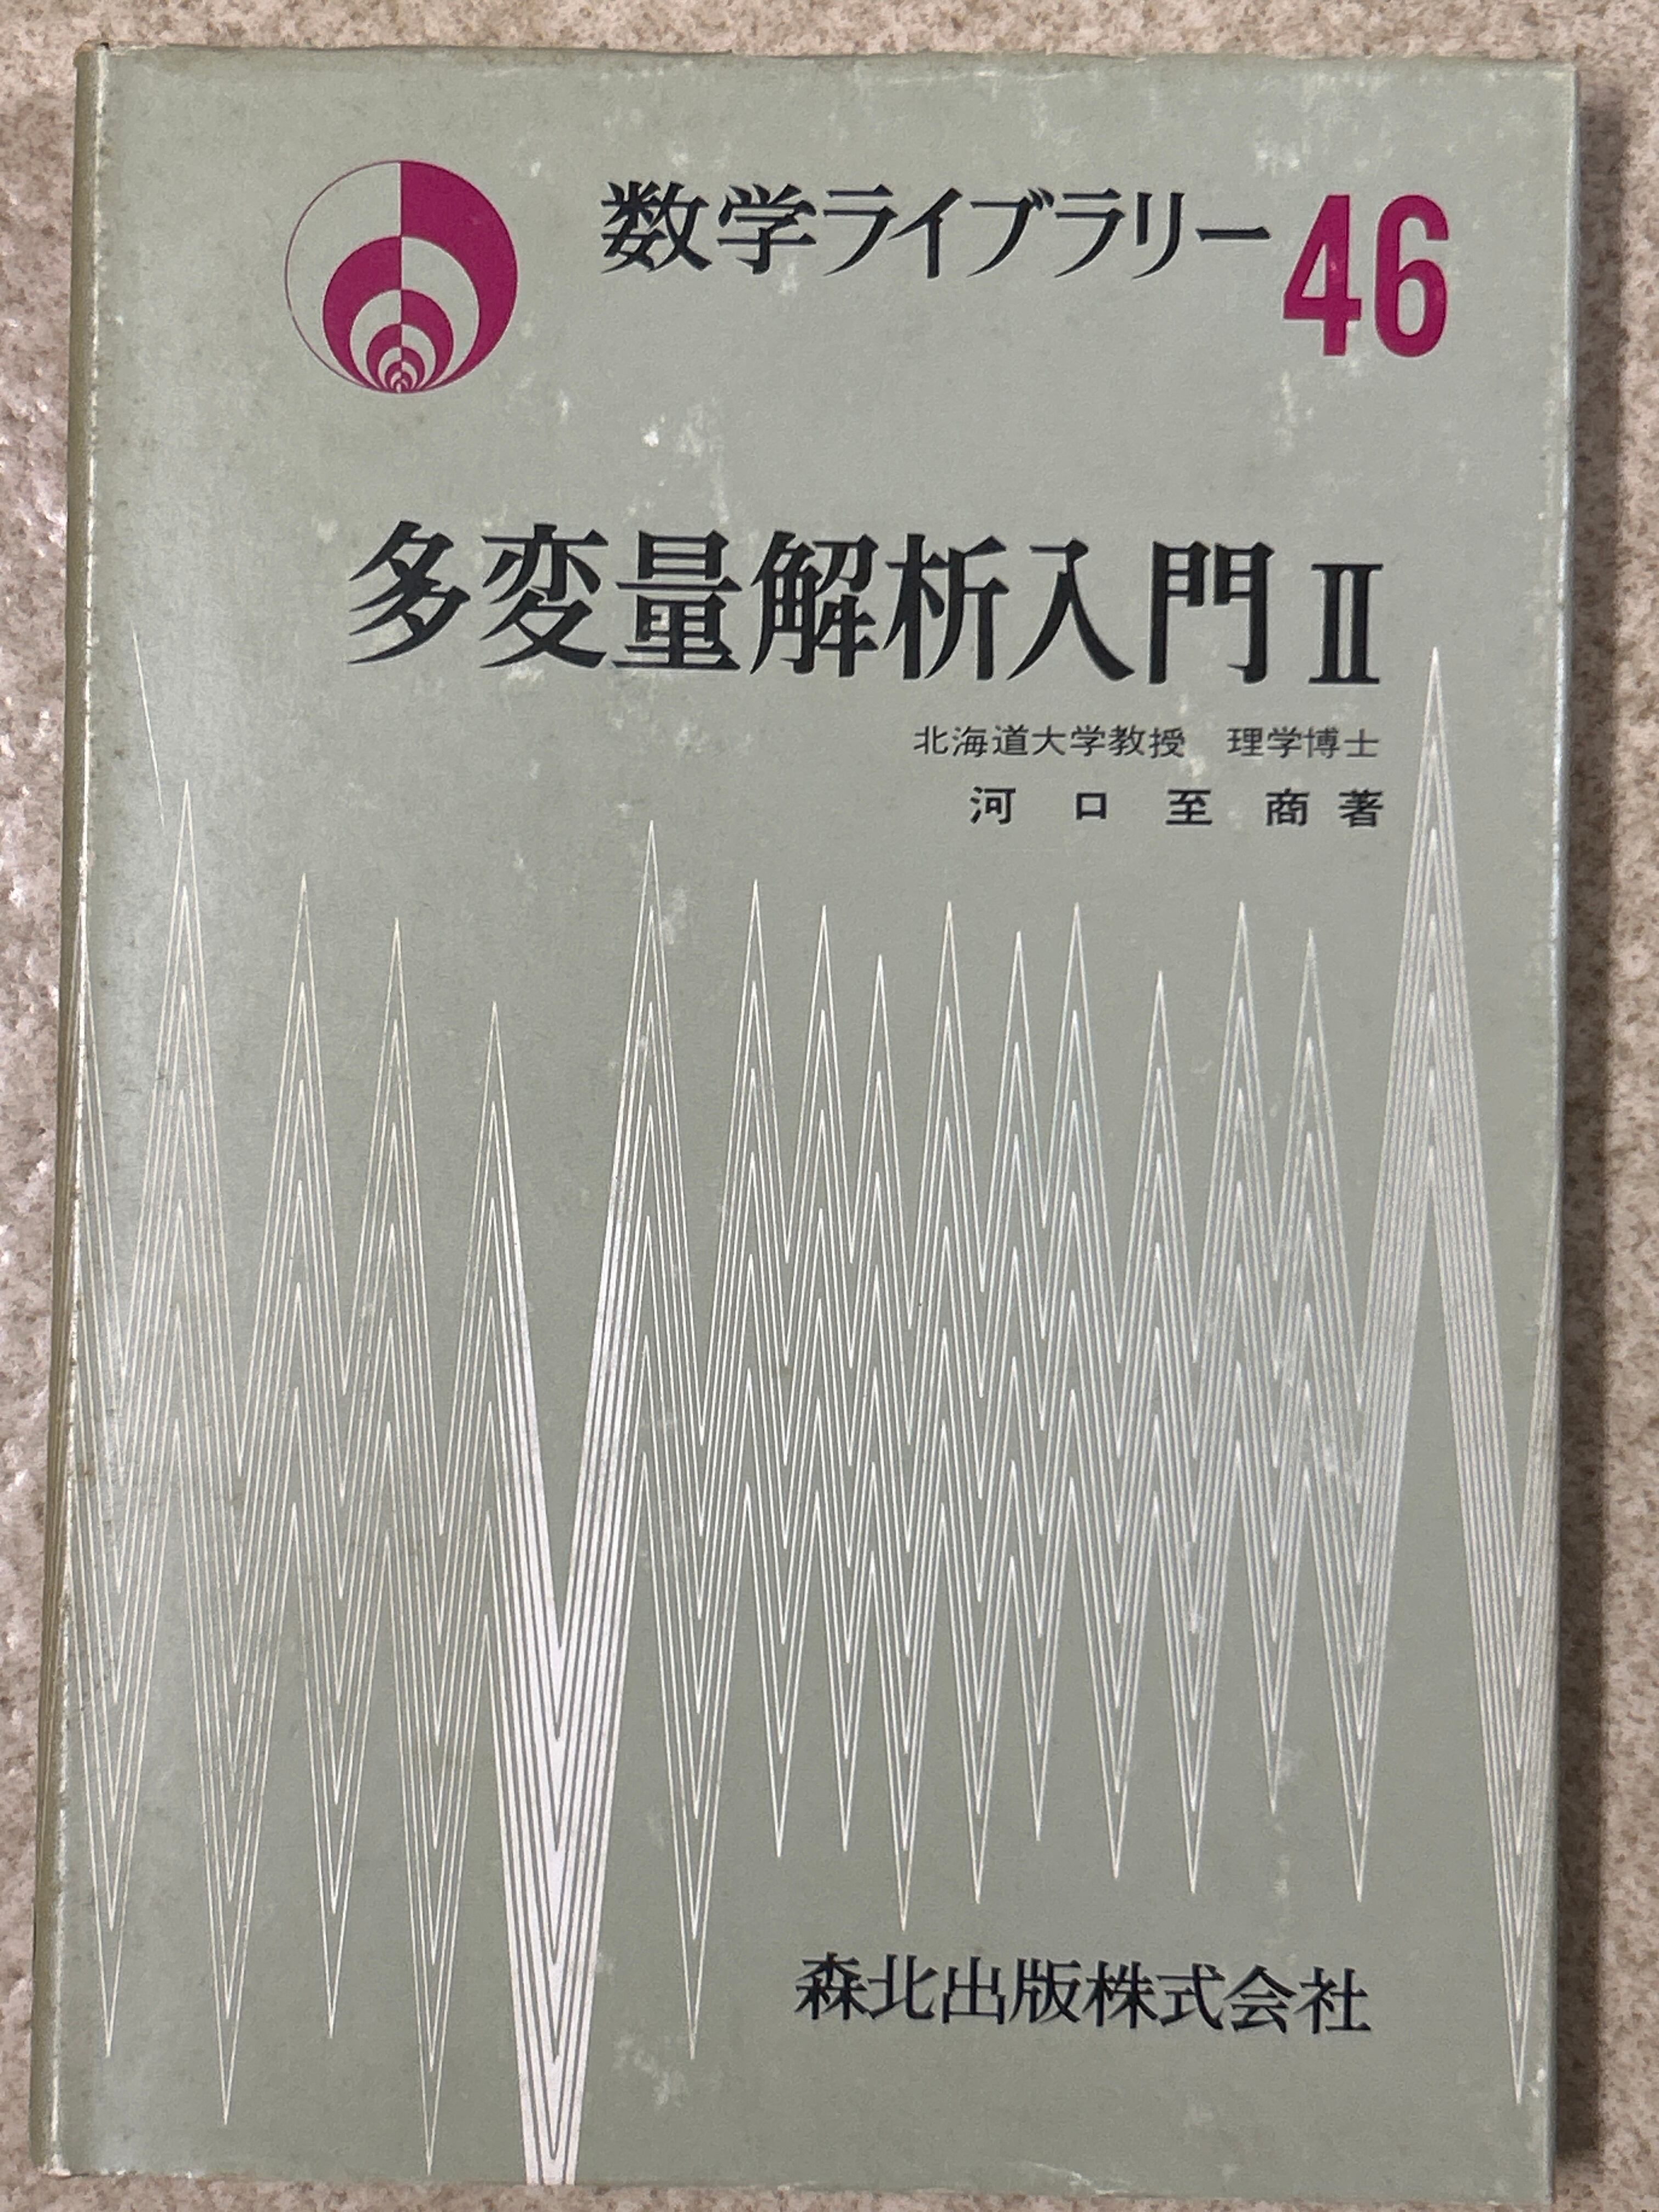 数学ライブラリー 46
多変量解析入門 II
北海道大学教授 理学博士
河口至商 著
森北出版株式会社